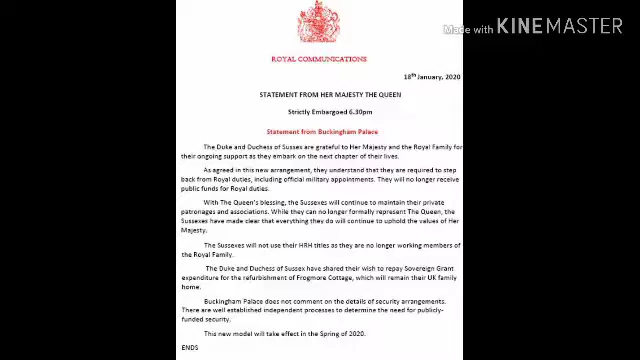 Made with KINEMASTER
ROYAL COMMUNICATIONS
18th January, 2020
STATEMENT FROM HER MAJESTY THE QUEEN
Strictly Embargoed 6.30pm
Statement from Buckingham Palace
The Duke and Duchess of Sussex are grateful to Her Majesty and the Royal Family for
their ongoing support as they embark on the next chapter of their lives.
As agreed in this new arrangement, they understand that they are required to step
back from Royal duties, including official military appointments. They will no longer receive
public funds for Royal duties.
With The Queen's blessing, the Sussexes will continue to maintain their private
patronages and associations. While they can no longer formally represent The Queen, the
Sussexes have made clear that everything they do will continue to uphold the values of Her
Majesty.
The Sussexes will not use their HRH titles as they are no longer working members of
the Royal Family.
The Duke and Duchess of Sussex have shared their wish to repay Sovereign Grant
expenditure for the refurbishment of Frogmore Cottage, which will remain their UK family
home.
Buckingham Palace does not comment on the details of security arrangements.
There are well established independent processes to determine the need for publicly-
funded security.
This new model will take effect in the Spring of 2020.
ENDS